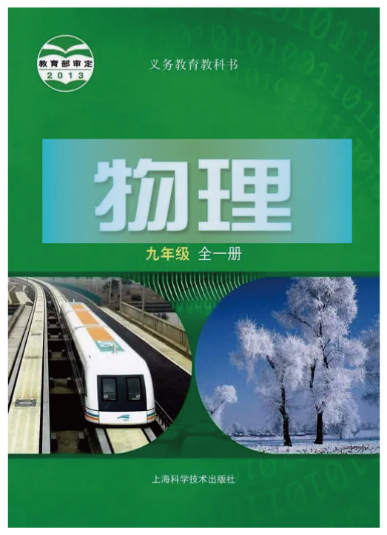 教育部审定
2013
义务教育教科书
物理
九年级 全一册
上海科学技术出版社